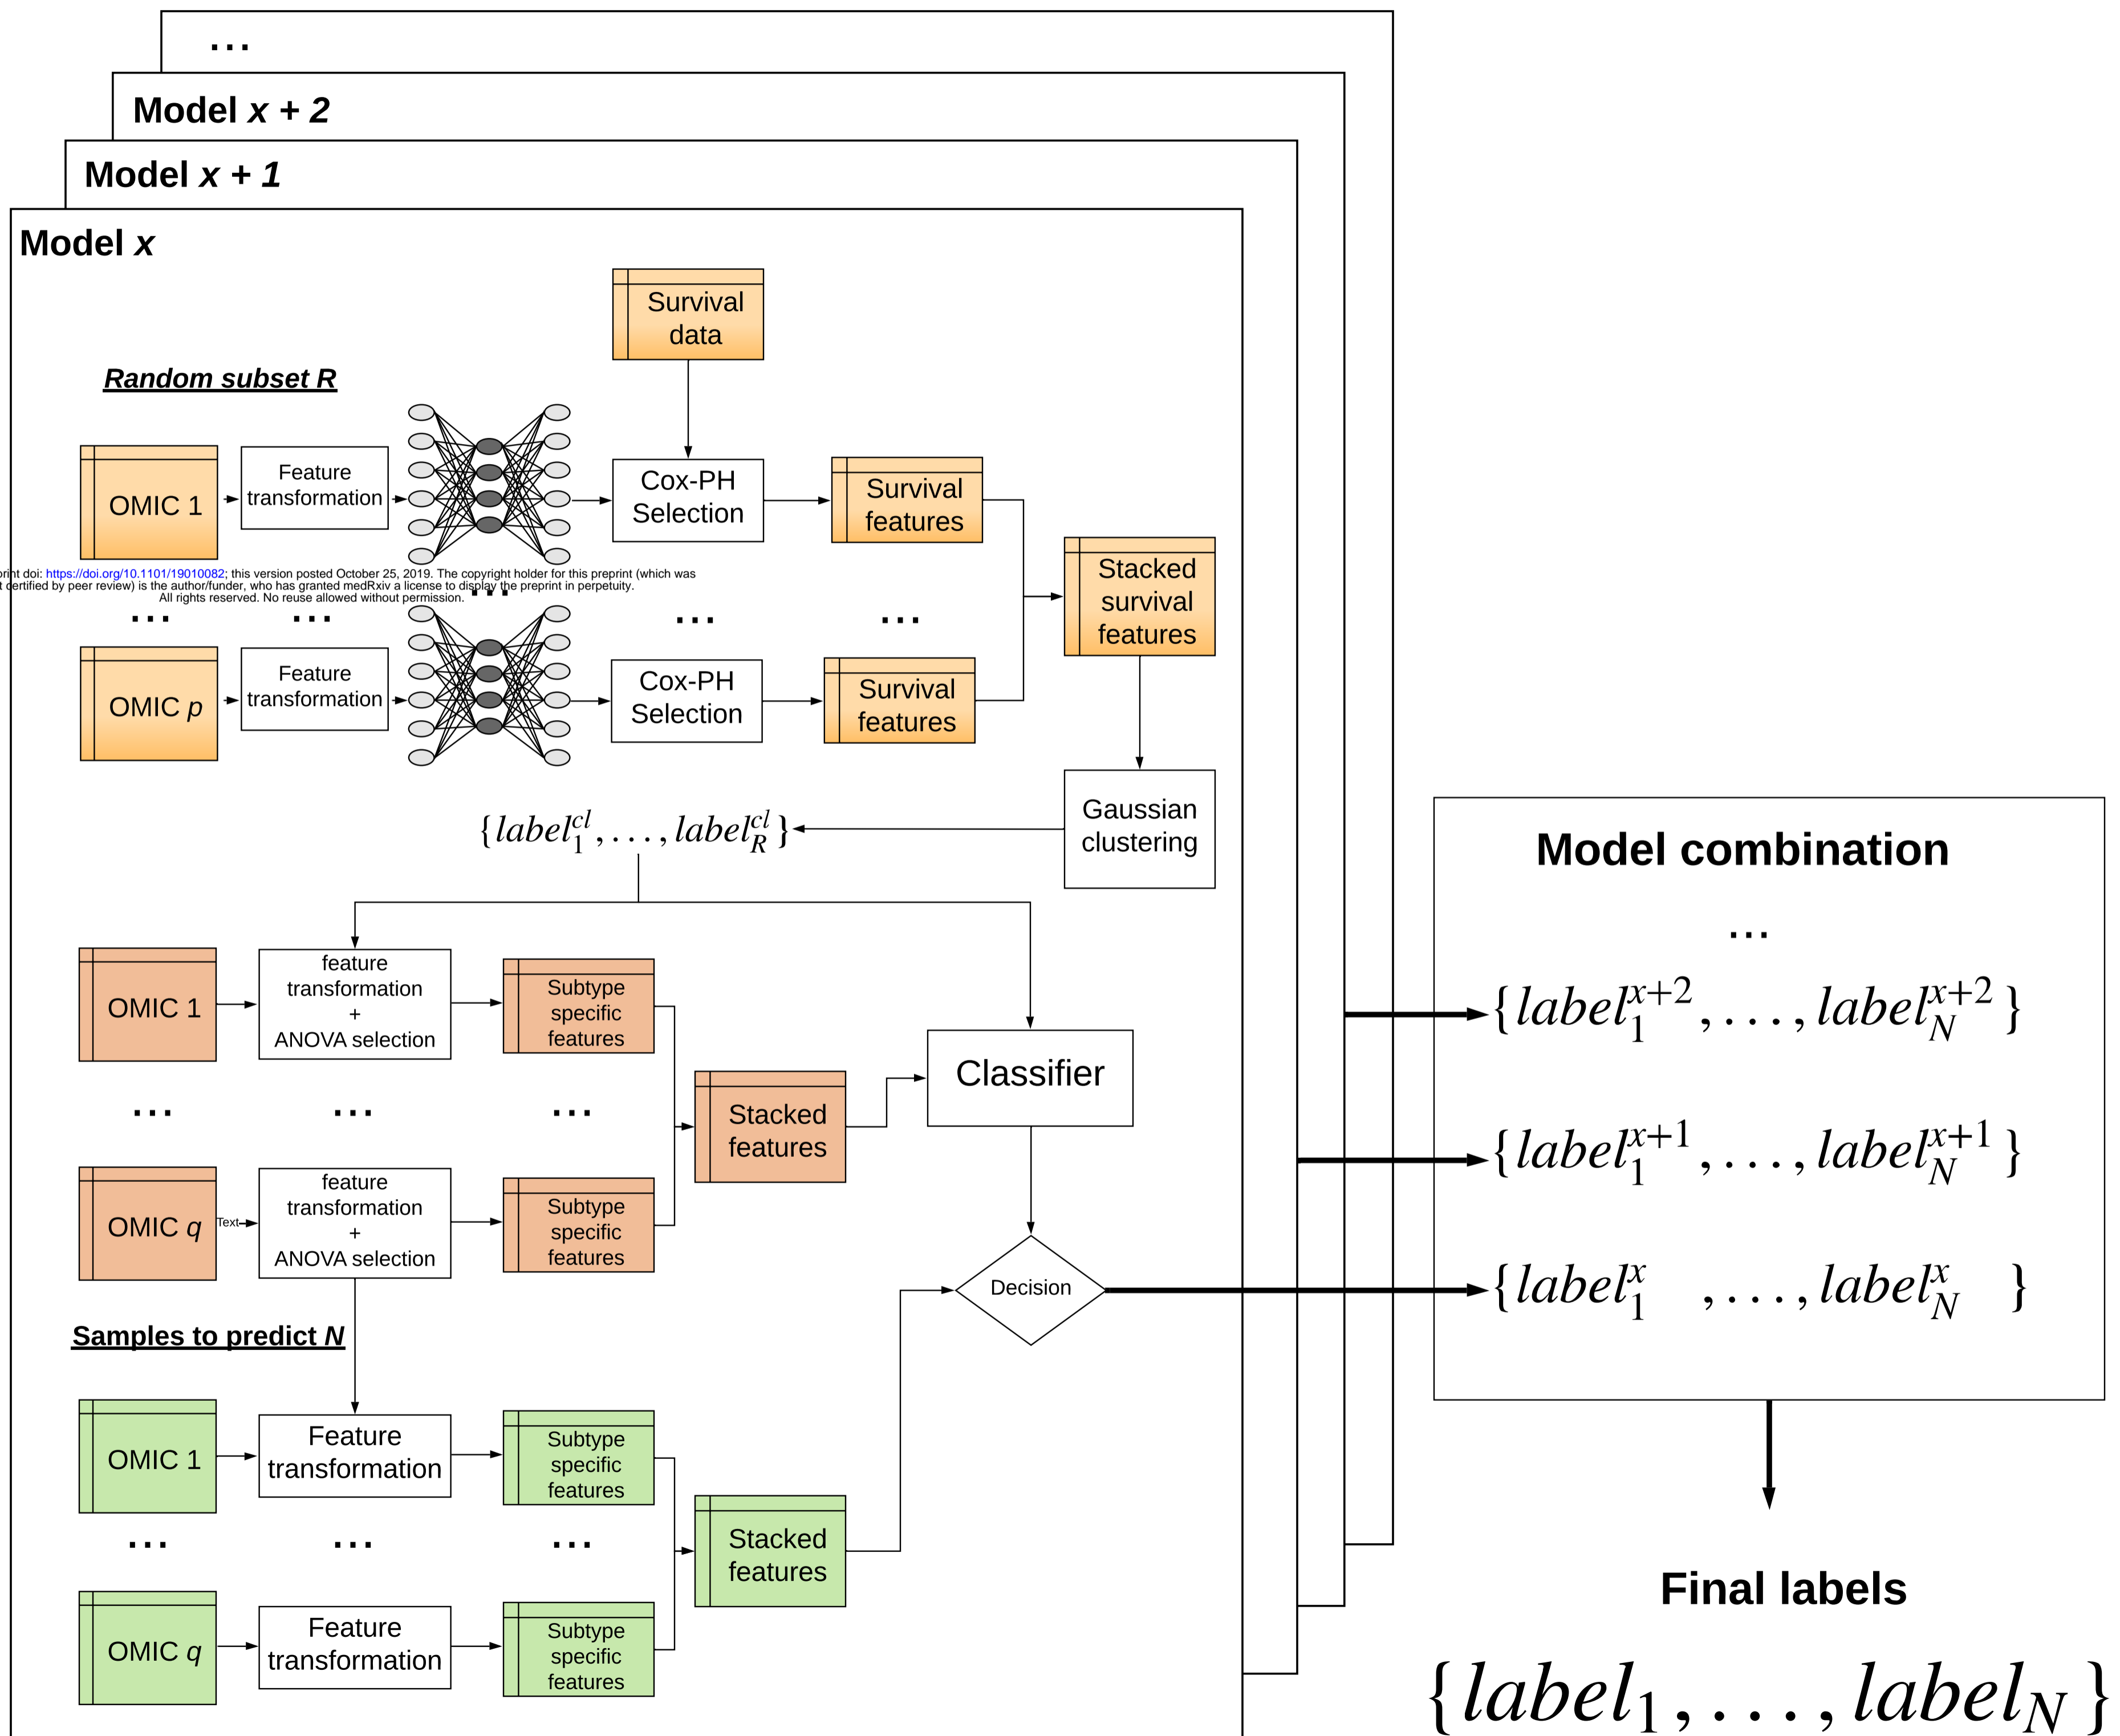 ...
Model x + 2
Model x + 1
Model x
Survival
data
Random subset R
OMIC 1
Feature
transformation
Cox-PH
Selection
Survival
features
Stacked
survival
features
rint doi: https://doi.org/10.1101/19010082; this version posted October 25, 2019. The copyright holder for this preprint (which was
t certified by peer review) is the author/funder, who has granted medRxiv a license to display the preprint in perpetuity.
All rights reserved. No reuse allowed without permission.
... ... ... ... ...
OMIC p
Feature
transformation
Cox-PH
Selection
Survival
features
Gaussian
clustering
{label_1^{cl}, . . . , label_R^{cl}}
OMIC 1
feature
transformation
+
ANOVA selection
Subtype
specific
features
... ... ...
Stacked
features
Classifier
OMIC q
Text
feature
transformation
+
ANOVA selection
Subtype
specific
features
Decision
Samples to predict N
OMIC 1
Feature
transformation
Subtype
specific
features
... ... ...
Stacked
features
OMIC q
Feature
transformation
Subtype
specific
features
Model combination
...
{label_1^{x+2}, . . . , label_N^{x+2}}
{label_1^{x+1}, . . . , label_N^{x+1}}
{label_1^x , . . . , label_N^x }
Final labels
{label_1, . . . , label_N}